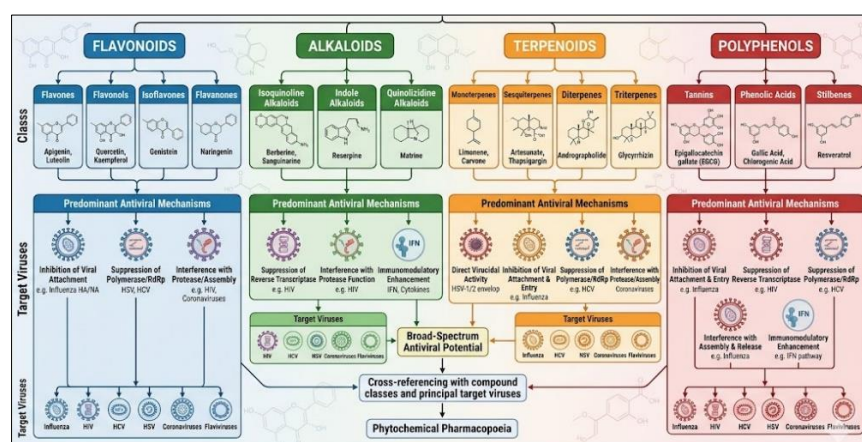 FLAVONOIDS
ALKALOIDS
TERPENOIDS
POLYPHENOLS
Classs
Flavones
Apigenin,
Luteolin
Flavonols
Quercetin,
Kaempferol
Isoflavones
Genistein
Flavanones
Naringenin
Isoquinoline
Alkaloids
Berberine,
Sanguinarine
Indole
Alkaloids
Reserpine
Quinolizidine
Alkaloids
Matrine
Monoterpenes
Limonene,
Carvone
Sesquiterpenes
Artesanate,
Thapsigargin
Diterpenes
Andrographolide
Triterpenes
Glycyrrhizin
Tannins
Epigallocatechin
gallate (EGCG)
Phenolic Acids
Gallic Acid,
Chlorogenic Acid
Stilbenes
Resveratrol
Target Viruses
Predominant Antiviral Mechanisms
Inhibition of Viral
Attachment
e.g. Influenza HA/NA
Suppression of
Polymerase/RdRp
HSV, HCV
Interference with
Protease/Assembly
e.g. HIV,
Coronaviruses
Predominant Antiviral Mechanisms
Suppression of
Reverse Transcriptase
e.g. HIV
Interference with
Protease Function
e.g. HIV
IFN
Immunomodulatory
Enhancement
IFN, Cytokines
Predominant Antiviral Mechanisms
Direct Virucidal
Activity
HSV-1/2 envelop
Inhibition of Viral
Attachment &
Entry
e.g. Influenza
Suppression of
Polymerase/RdRp
e.g. HCV
Interference with
Protease/Assembly
Coronaviruses
Predominant Antiviral Mechanisms
Inhibition of Viral
Attachment & Entry
e.g. Influenza
Suppression of
Reverse Transcriptase
e.g. HIV
Suppression of
Polymerase/RdRp
e.g. HCV
Interference with
Assembly & Release
e.g. Influenza
IFN
Immunomodulatory
Enhancement
e.g. IFN pathway
Target Viruses
HIV
HCV
NSV
Coronaviruses
Flaviviruses
Broad-Spectrum
Antiviral Potential
Target Viruses
Influenza
HCV
NSV
Coronaviruses
Flaviviruses
Cross-referencing with compound
classes and principal target viruses
Phytochemical Pharmacopoeia
Target Viruses
Influenza
HIV
HCV
HSV
Coronaviruses
Flaviviruses
Influenza
HIV
HCV
HSV
Coronaviruses
Flaviviruses